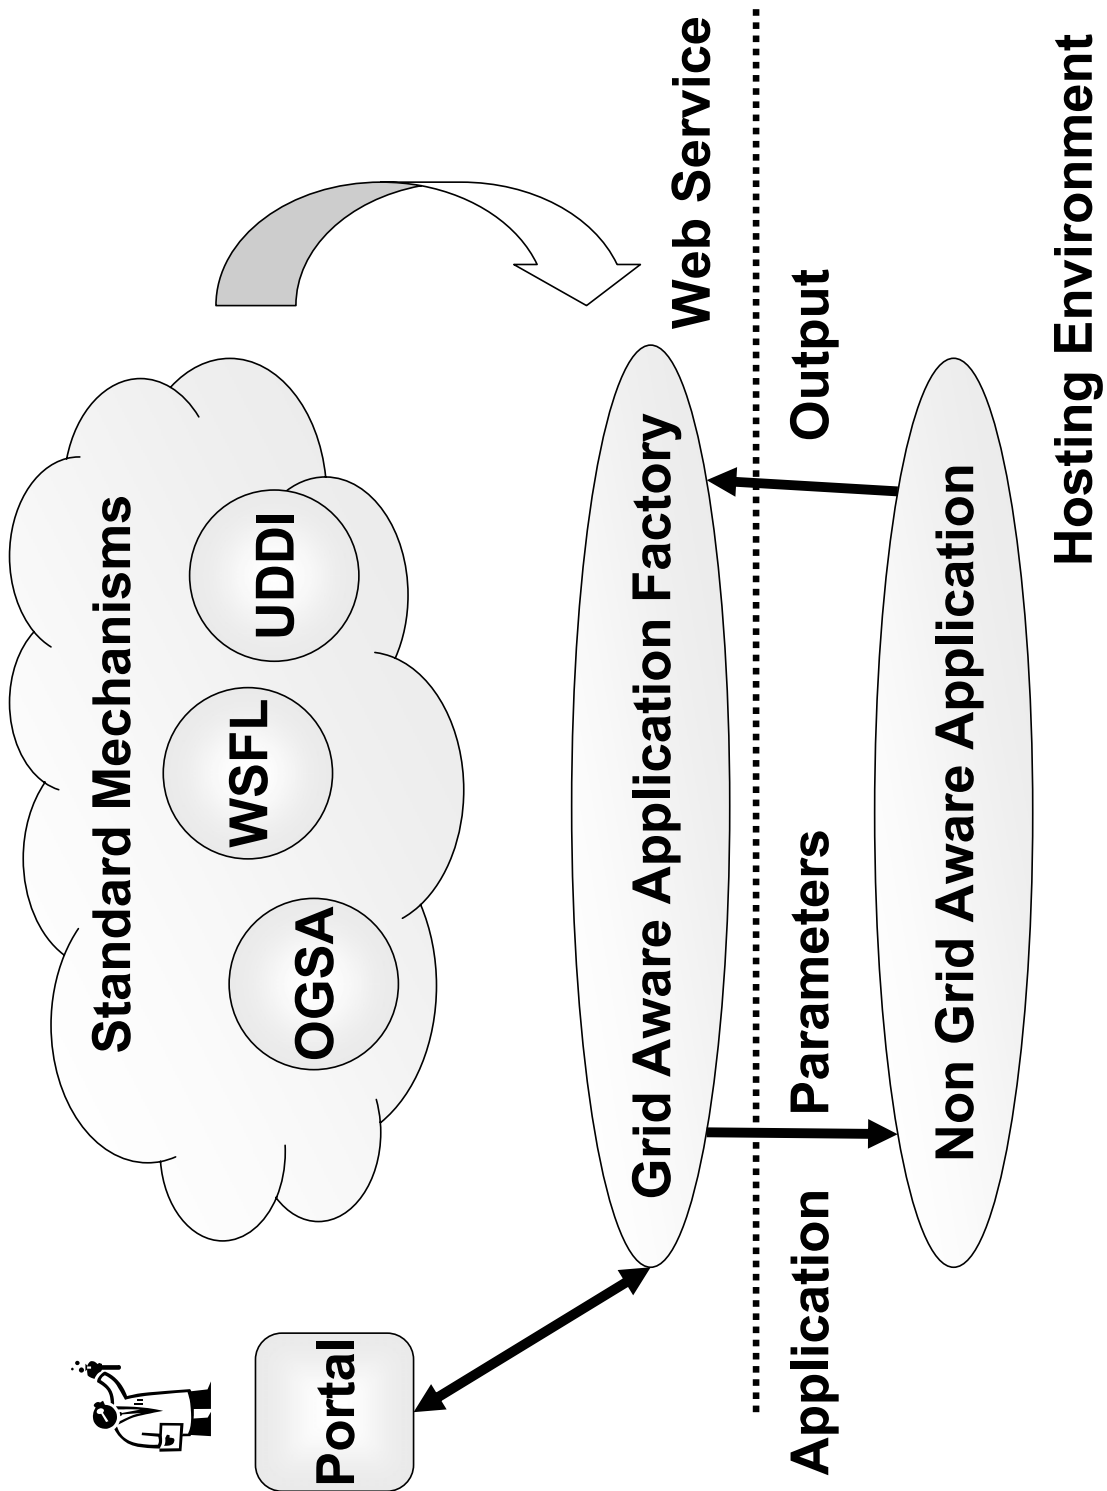 Standard Mechanisms
UDDI
WSFL
OGSA
Portal
Web Service
Grid Aware Application Factory
Application Parameters
Output
Non Grid Aware Application
Hosting Environment